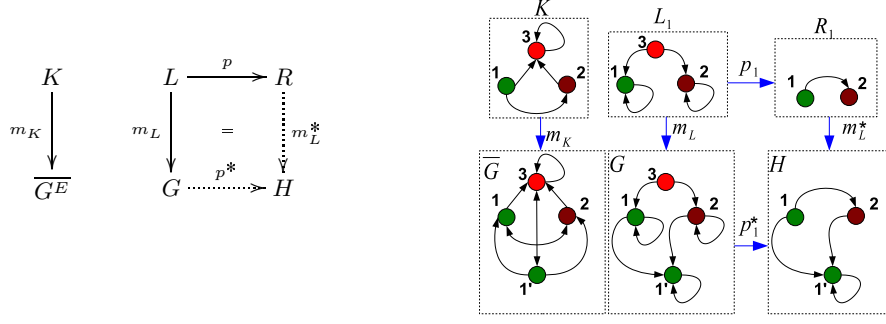 K L p R
m_K m_L = m_L^*
\overline{G^E} G p^* H
K L_1 R_1
3 3
1 2 1 2 p_1 1 2
m_K m_L m_L^*
\overline{G} G H
3 3
1 2 1 2 p_1^* 1 2
1' 1' 1'